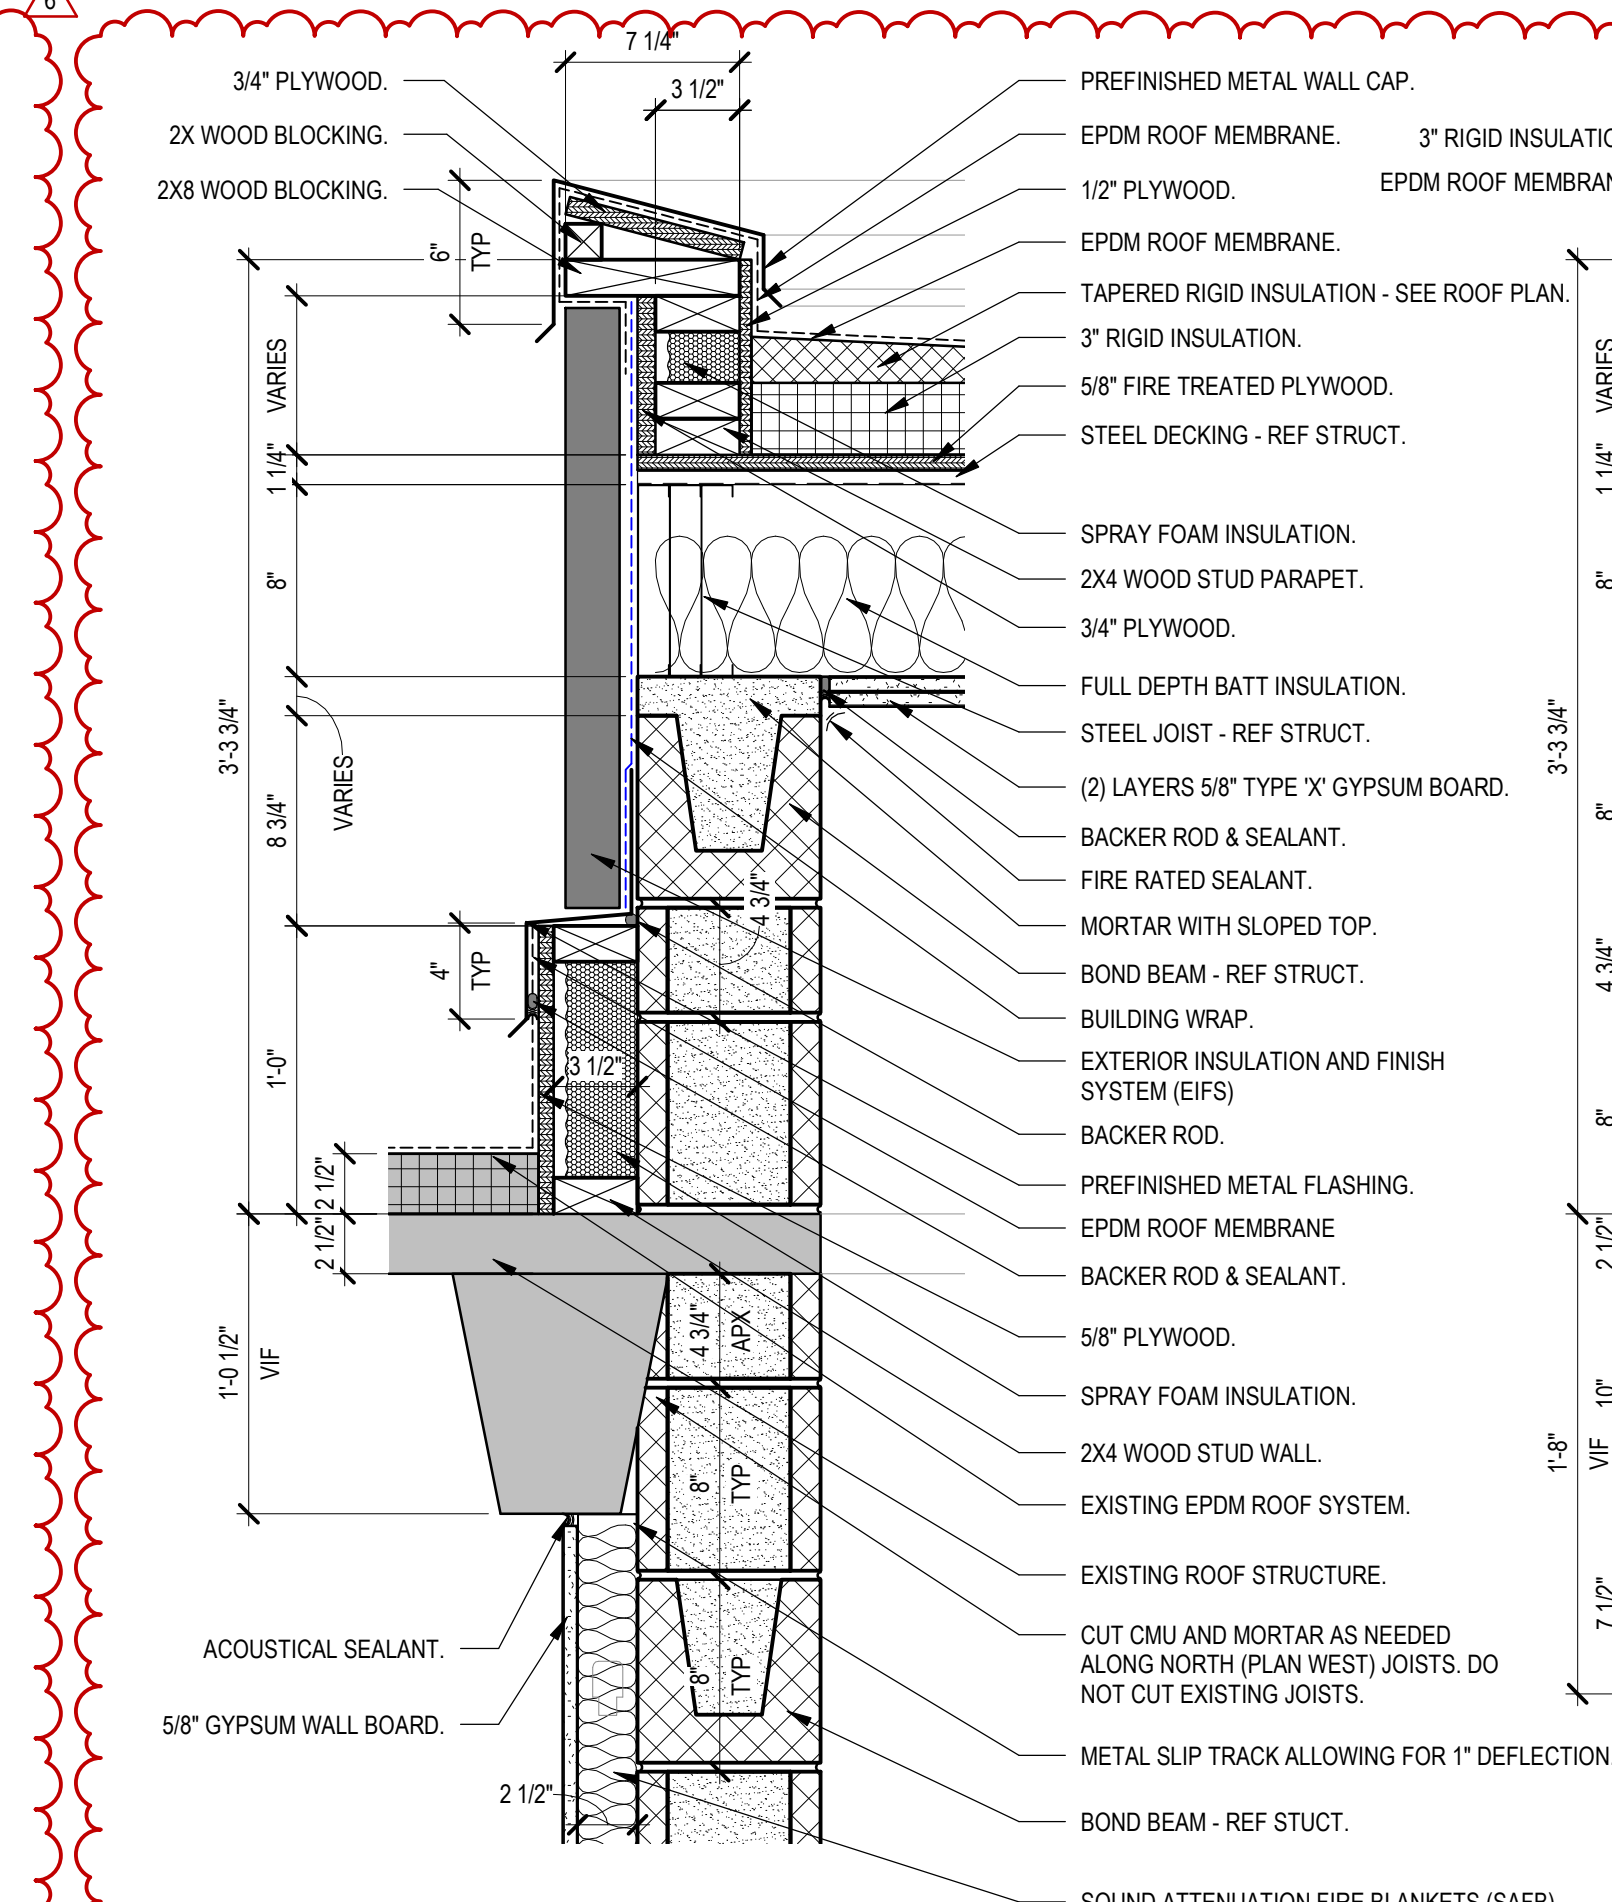 6
7 1/4"
3 1/2"
3/4" PLYWOOD.
2X WOOD BLOCKING.
2X8 WOOD BLOCKING.
6"
TYP
VARIES
1 1/4"
8"
3'-3 3/4"
VARIES
8 3/4"
4"
TYP
1'-0"
3 1/2"
4 3/4"
2 1/2"
2 1/2"
1'-0 1/2"
VIF
4 3/4"
APX
8"
TYP
8"
TYP
2 1/2"
ACOUSTICAL SEALANT.
5/8" GYPSUM WALL BOARD.
PREFINISHED METAL WALL CAP.
EPDM ROOF MEMBRANE.
1/2" PLYWOOD.
EPDM ROOF MEMBRANE.
TAPERED RIGID INSULATION - SEE ROOF PLAN.
3" RIGID INSULATION.
5/8" FIRE TREATED PLYWOOD.
STEEL DECKING - REF STRUCT.
SPRAY FOAM INSULATION.
2X4 WOOD STUD PARAPET.
3/4" PLYWOOD.
FULL DEPTH BATT INSULATION.
STEEL JOIST - REF STRUCT.
(2) LAYERS 5/8" TYPE 'X' GYPSUM BOARD.
BACKER ROD & SEALANT.
FIRE RATED SEALANT.
MORTAR WITH SLOPED TOP.
BOND BEAM - REF STRUCT.
BUILDING WRAP.
EXTERIOR INSULATION AND FINISH
SYSTEM (EIFS)
BACKER ROD.
PREFINISHED METAL FLASHING.
EPDM ROOF MEMBRANE
BACKER ROD & SEALANT.
5/8" PLYWOOD.
SPRAY FOAM INSULATION.
2X4 WOOD STUD WALL.
EXISTING EPDM ROOF SYSTEM.
EXISTING ROOF STRUCTURE.
CUT CMU AND MORTAR AS NEEDED
ALONG NORTH (PLAN WEST) JOISTS. DO
NOT CUT EXISTING JOISTS.
METAL SLIP TRACK ALLOWING FOR 1" DEFLECTION.
BOND BEAM - REF STUCT.
SOUND ATTENUATION FIRE BLANKETS (SAFB)
3" RIGID INSULATIO
EPDM ROOF MEMBRAN
VARIES
1 1/4"
8"
3'-3 3/4"
8"
4 3/4"
8"
2 1/2"
10"
1'-8"
VIF
7 1/2"